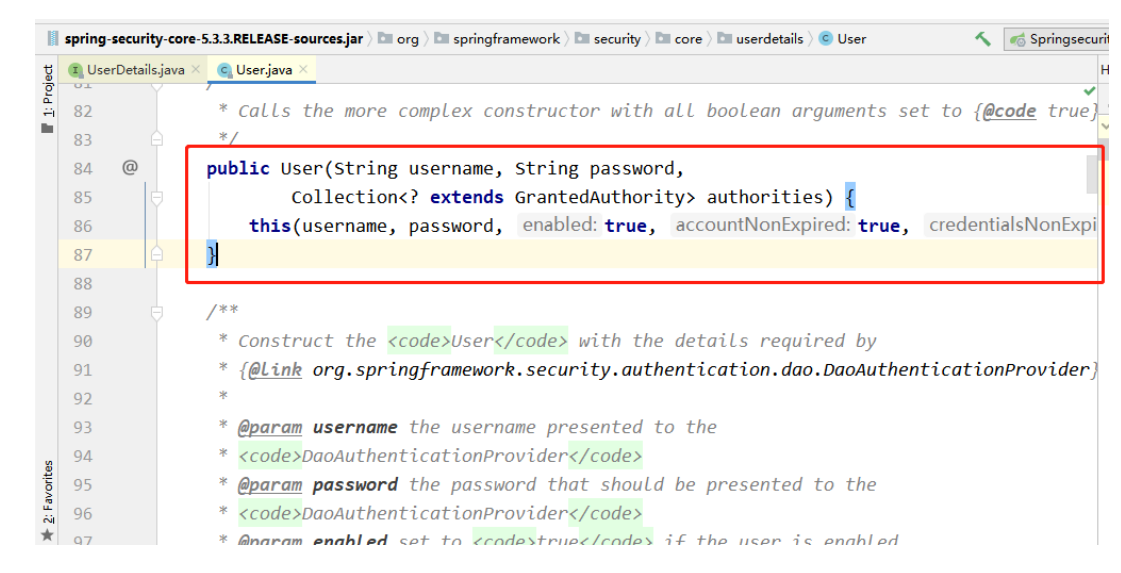 spring-security-core-5.3.3.RELEASE-sources.jar 〉 org 〉 springframework 〉 security 〉 core 〉 userdetails 〉 User Springsecurit
1: Project
UserDetails.java × User.java ×
82 * Calls the more complex constructor with all boolean arguments set to {@code true}
83 */
84 @ public User(String username, String password,
85 Collection<? extends GrantedAuthority> authorities) {
86 this(username, password, enabled: true, accountNonExpired: true, credentialsNonExpi
87 }
88
89 /**
90 * Construct the <code>User</code> with the details required by
91 * {@link org.springframework.security.authentication.dao.DaoAuthenticationProvider}
92 *
93 * @param username the username presented to the
94 * <code>DaoAuthenticationProvider</code>
95 * @param password the password that should be presented to the
96 * <code>DaoAuthenticationProvider</code>
97 * @param enabled set to <code>true</code> if the user is enabled
2: Favorites